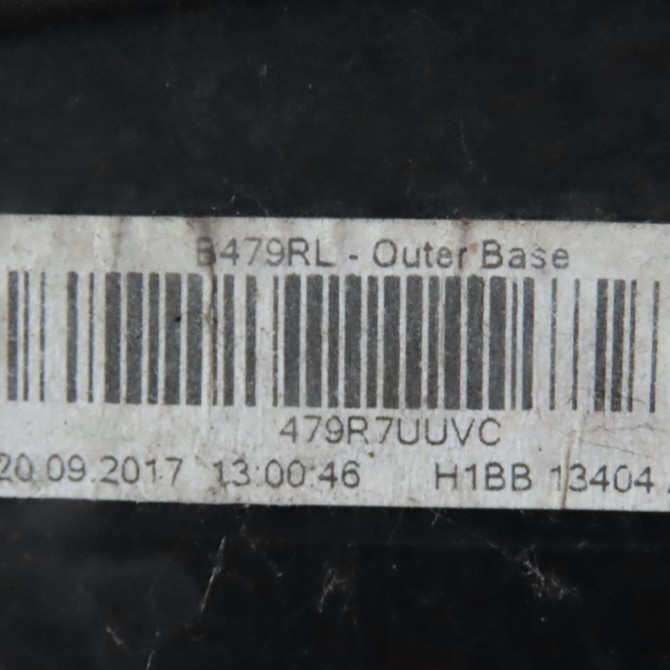 B479RL - Outer Base
479R7UUVC
20.09.2017 13:00:46 H1BB 13404